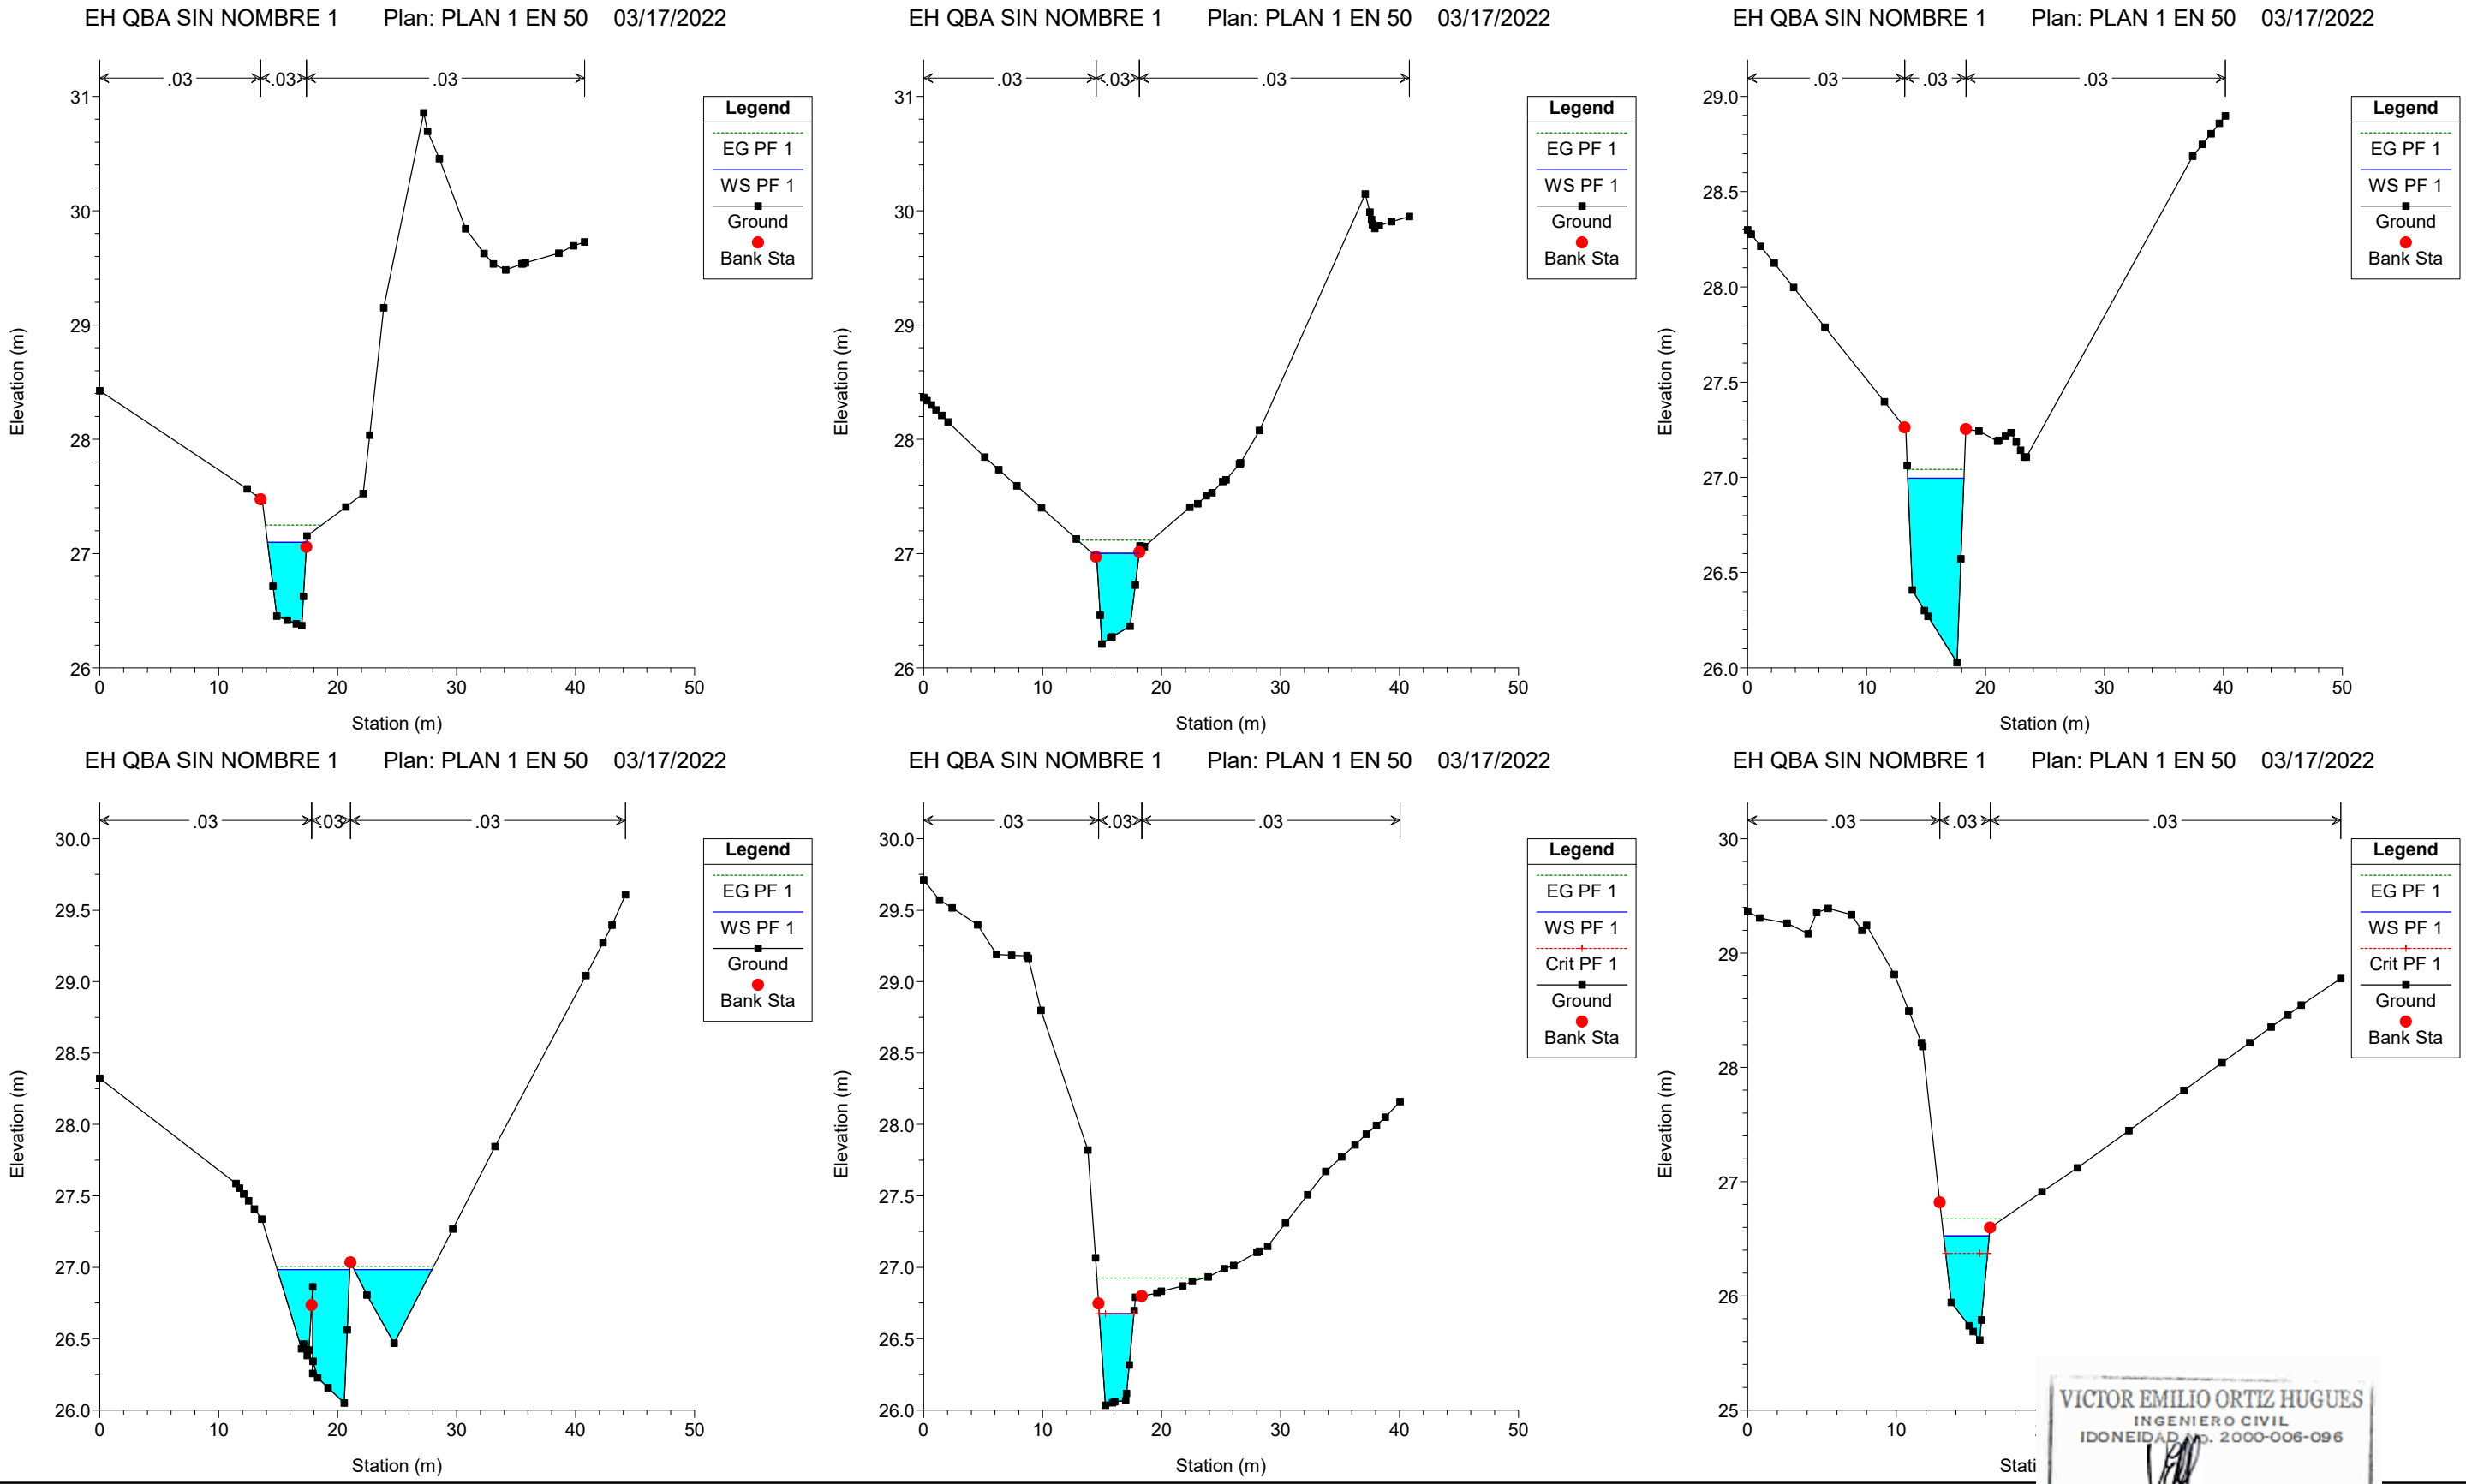 EH QBA SIN NOMBRE 1 Plan: PLAN 1 EN 50 03/17/2022
.03 .03 .03
31
30
29
28
27
26
0 10 20 30 40 50
Elevation (m)
Station (m)
Legend
EG PF 1
WS PF 1
Ground
Bank Sta
EH QBA SIN NOMBRE 1 Plan: PLAN 1 EN 50 03/17/2022
.03 .03 .03
31
30
29
28
27
26
0 10 20 30 40 50
Elevation (m)
Station (m)
Legend
EG PF 1
WS PF 1
Ground
Bank Sta
EH QBA SIN NOMBRE 1 Plan: PLAN 1 EN 50 03/17/2022
.03 .03 .03
29.0
28.5
28.0
27.5
27.0
26.5
26.0
0 10 20 30 40 50
Elevation (m)
Station (m)
Legend
EG PF 1
WS PF 1
Ground
Bank Sta
EH QBA SIN NOMBRE 1 Plan: PLAN 1 EN 50 03/17/2022
.03 .03 .03
30.0
29.5
29.0
28.5
28.0
27.5
27.0
26.5
26.0
0 10 20 30 40 50
Elevation (m)
Station (m)
Legend
EG PF 1
WS PF 1
Ground
Bank Sta
EH QBA SIN NOMBRE 1 Plan: PLAN 1 EN 50 03/17/2022
.03 .03 .03
30.0
29.5
29.0
28.5
28.0
27.5
27.0
26.5
26.0
0 10 20 30 40 50
Elevation (m)
Station (m)
Legend
EG PF 1
WS PF 1
Crit PF 1
Ground
Bank Sta
EH QBA SIN NOMBRE 1 Plan: PLAN 1 EN 50 03/17/2022
.03 .03 .03
30
29
28
27
26
25
0 10
Elevation (m)
Stati
Legend
EG PF 1
WS PF 1
Crit PF 1
Ground
Bank Sta
VICTOR EMILIO ORTIZ HUGUES
INGENIERO CIVIL
IDONEIDAD No. 2000-006-096